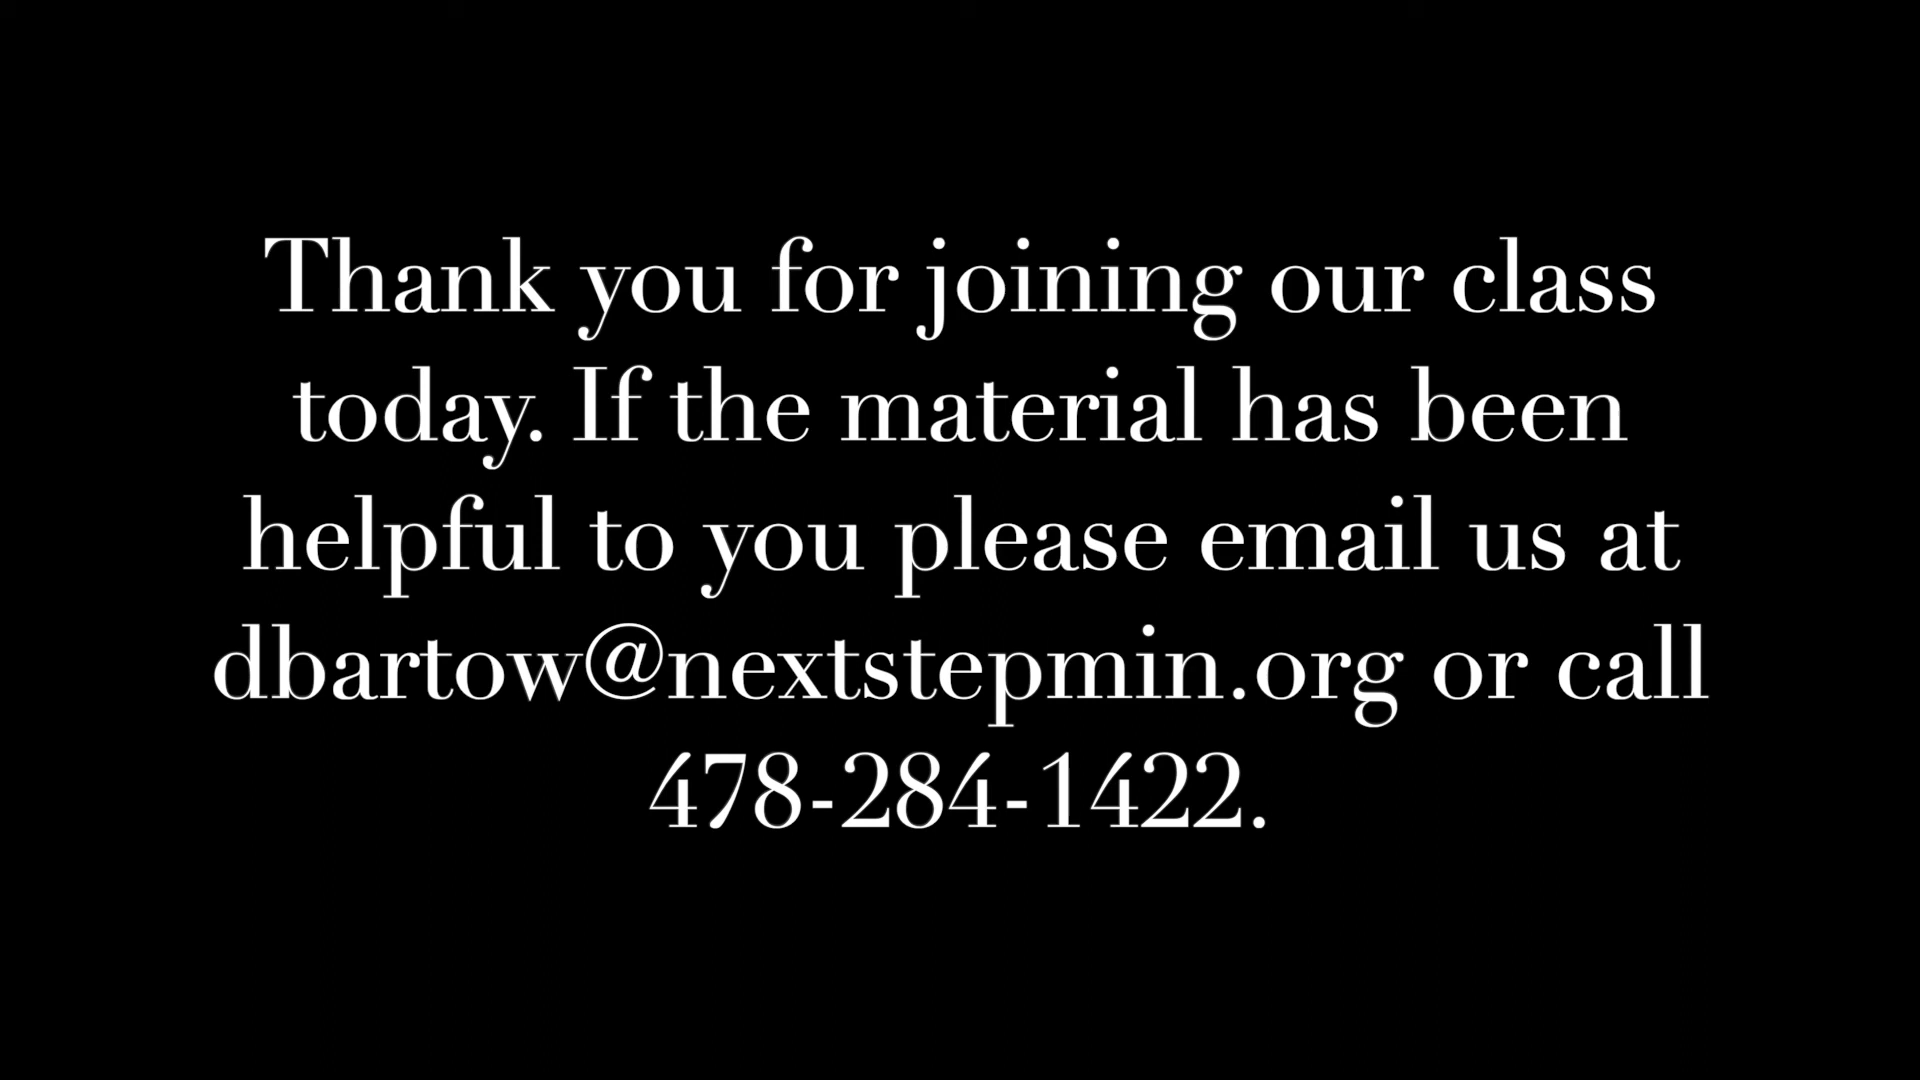 Thank you for joining our class
today. If the material has been
helpful to you please email us at
dbartow@nextstepmin.org or call
478-284-1422.